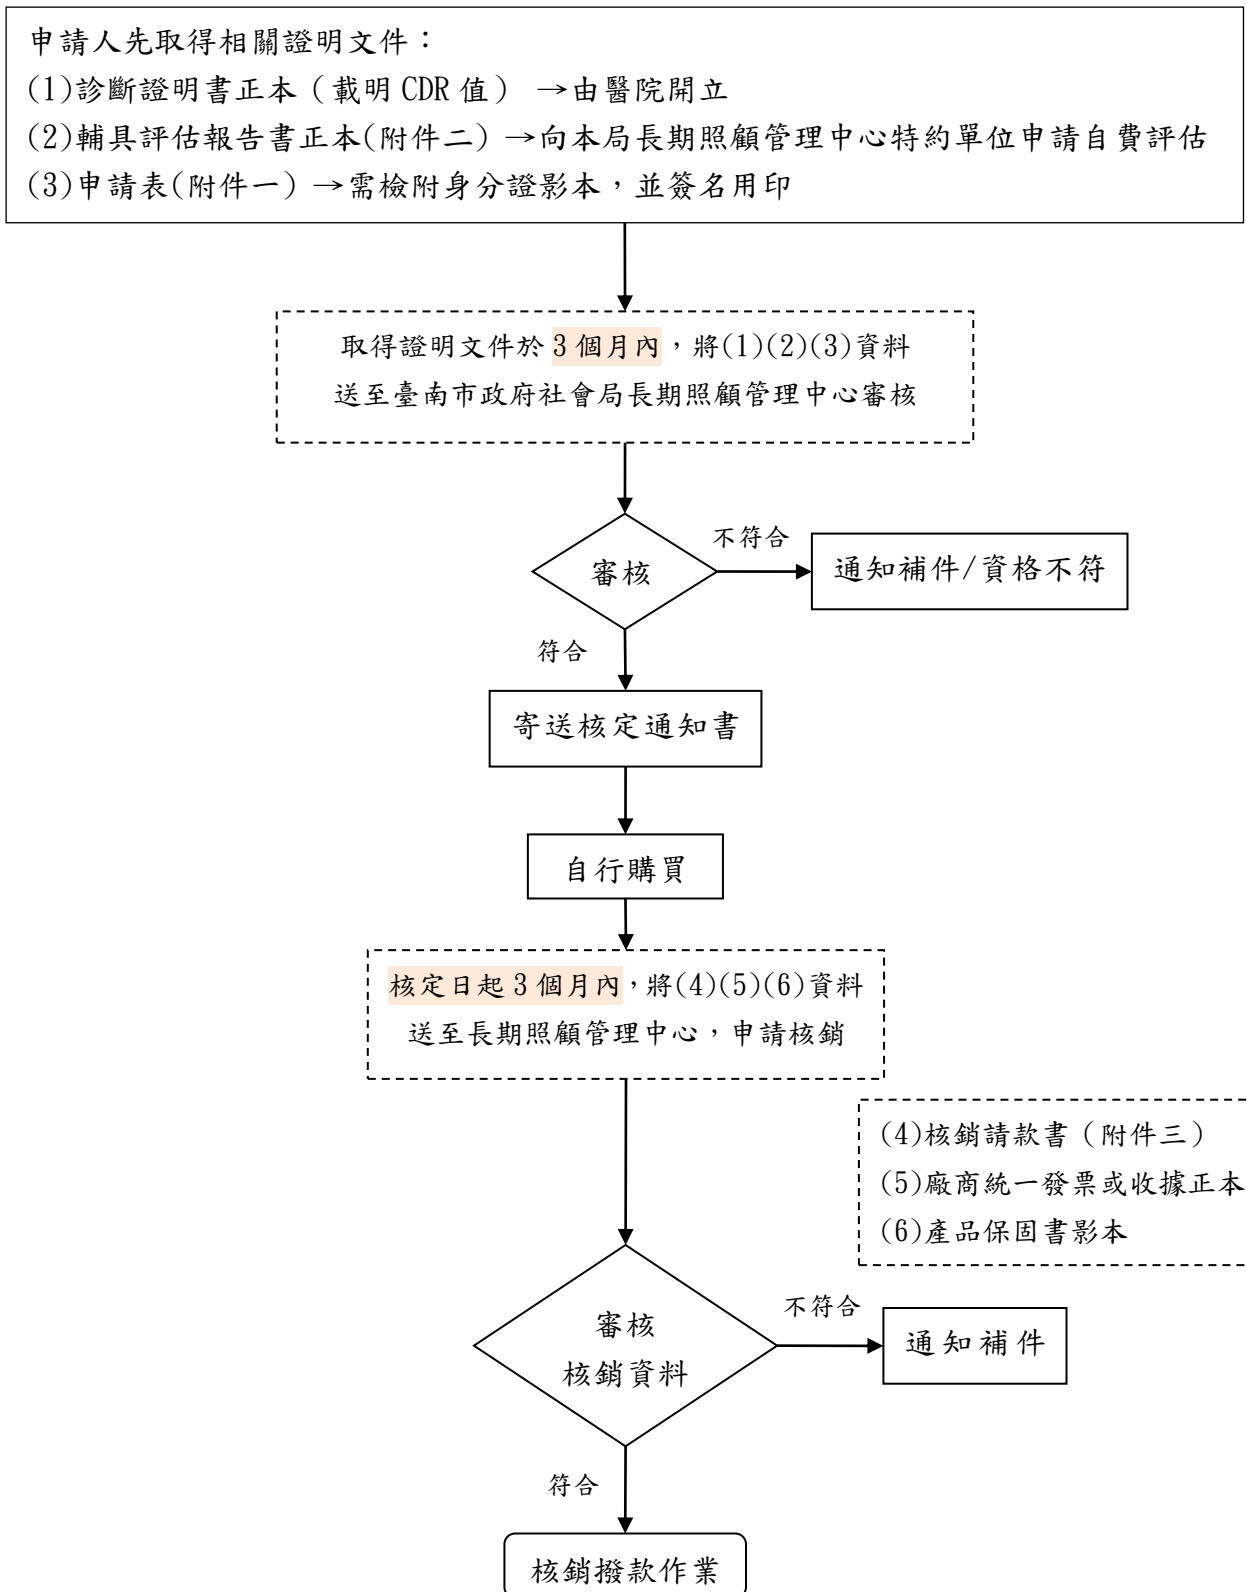 申請人先取得相關證明文件：
(1)診斷證明書正本（載明 CDR 值） →由醫院開立
(2)輔具評估報告書正本(附件二) →向本局長期照顧管理中心特約單位申請自費評估
(3)申請表(附件一) →需檢附身分證影本，並簽名用印
取得證明文件於 3 個月內，將(1)(2)(3)資料
送至臺南市政府社會局長期照顧管理中心審核
審核
不符合
通知補件/資格不符
符合
寄送核定通知書
自行購買
核定日起 3 個月內，將(4)(5)(6)資料
送至長期照顧管理中心，申請核銷
(4)核銷請款書（附件三）
(5)廠商統一發票或收據正本
(6)產品保固書影本
審核
核銷資料
不符合
通知補件
符合
核銷撥款作業